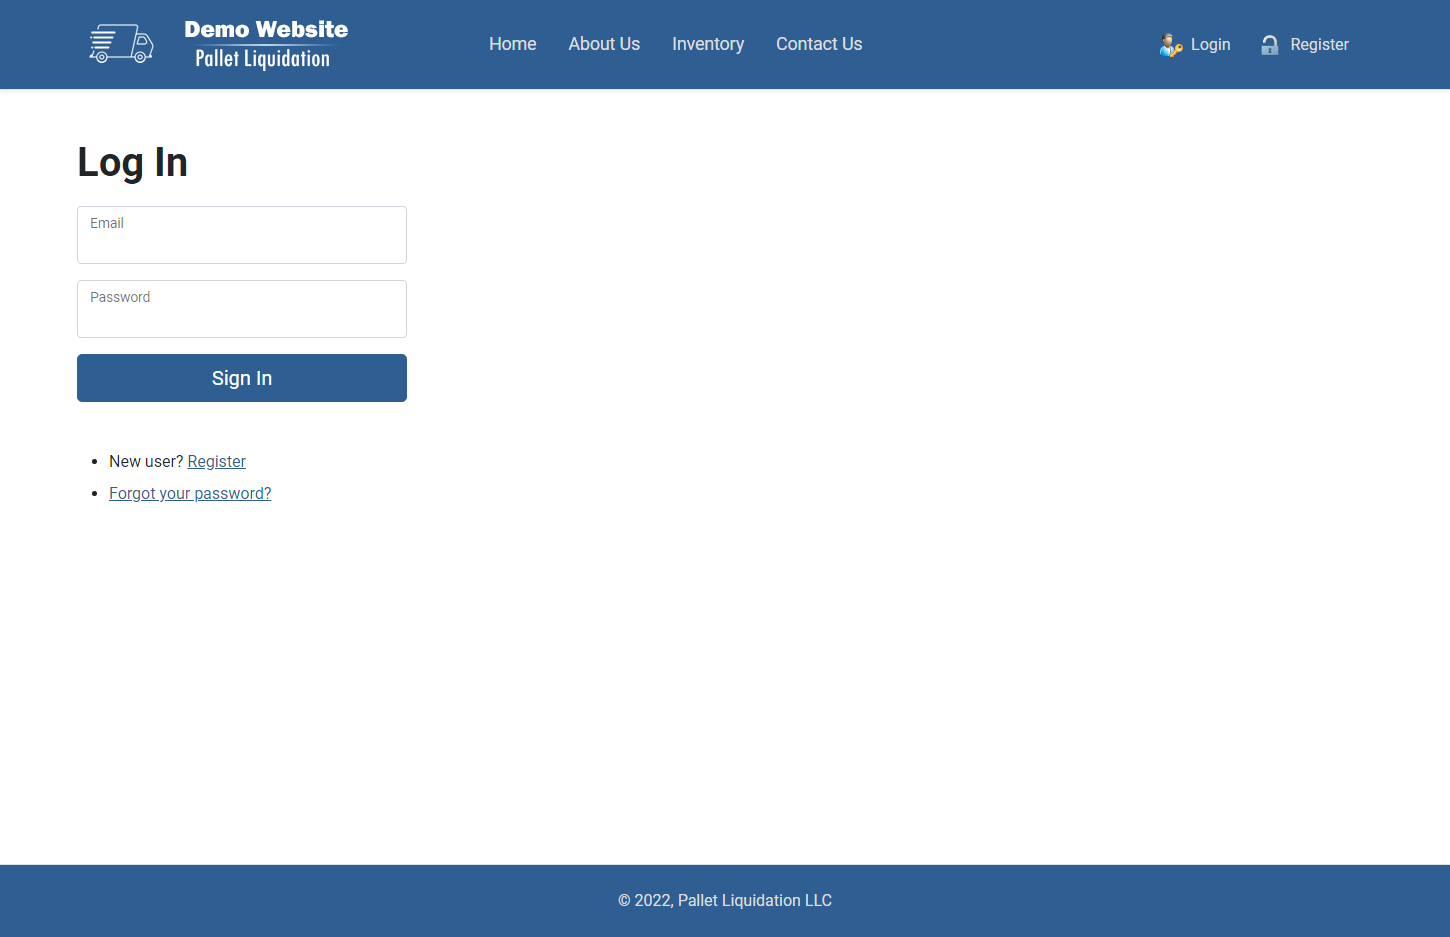 Demo Website
Pallet Liquidation
Home
About Us
Inventory
Contact Us
Login
Register
Log In
Email
Password
Sign In
New user? Register
Forgot your password?
© 2022, Pallet Liquidation LLC